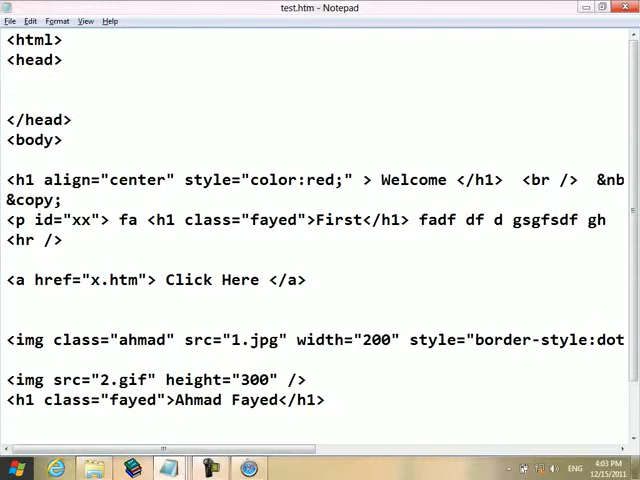 test.htm - Notepad
File Edit Format View Help
<html>
<head>
</head>
<body>
<h1 align="center" style="color:red;" > Welcome </h1> <br /> &nb
&copy;
<p id="xx"> fa <h1 class="fayed">First</h1> fadf df d gsgfsdf gh
<hr />
<a href="x.htm"> Click Here </a>
<img class="ahmad" src="1.jpg" width="200" style="border-style:dot
<img src="2.gif" height="300" />
<h1 class="fayed">Ahmad Fayed</h1>
ENG
4:03 PM
12/15/2011